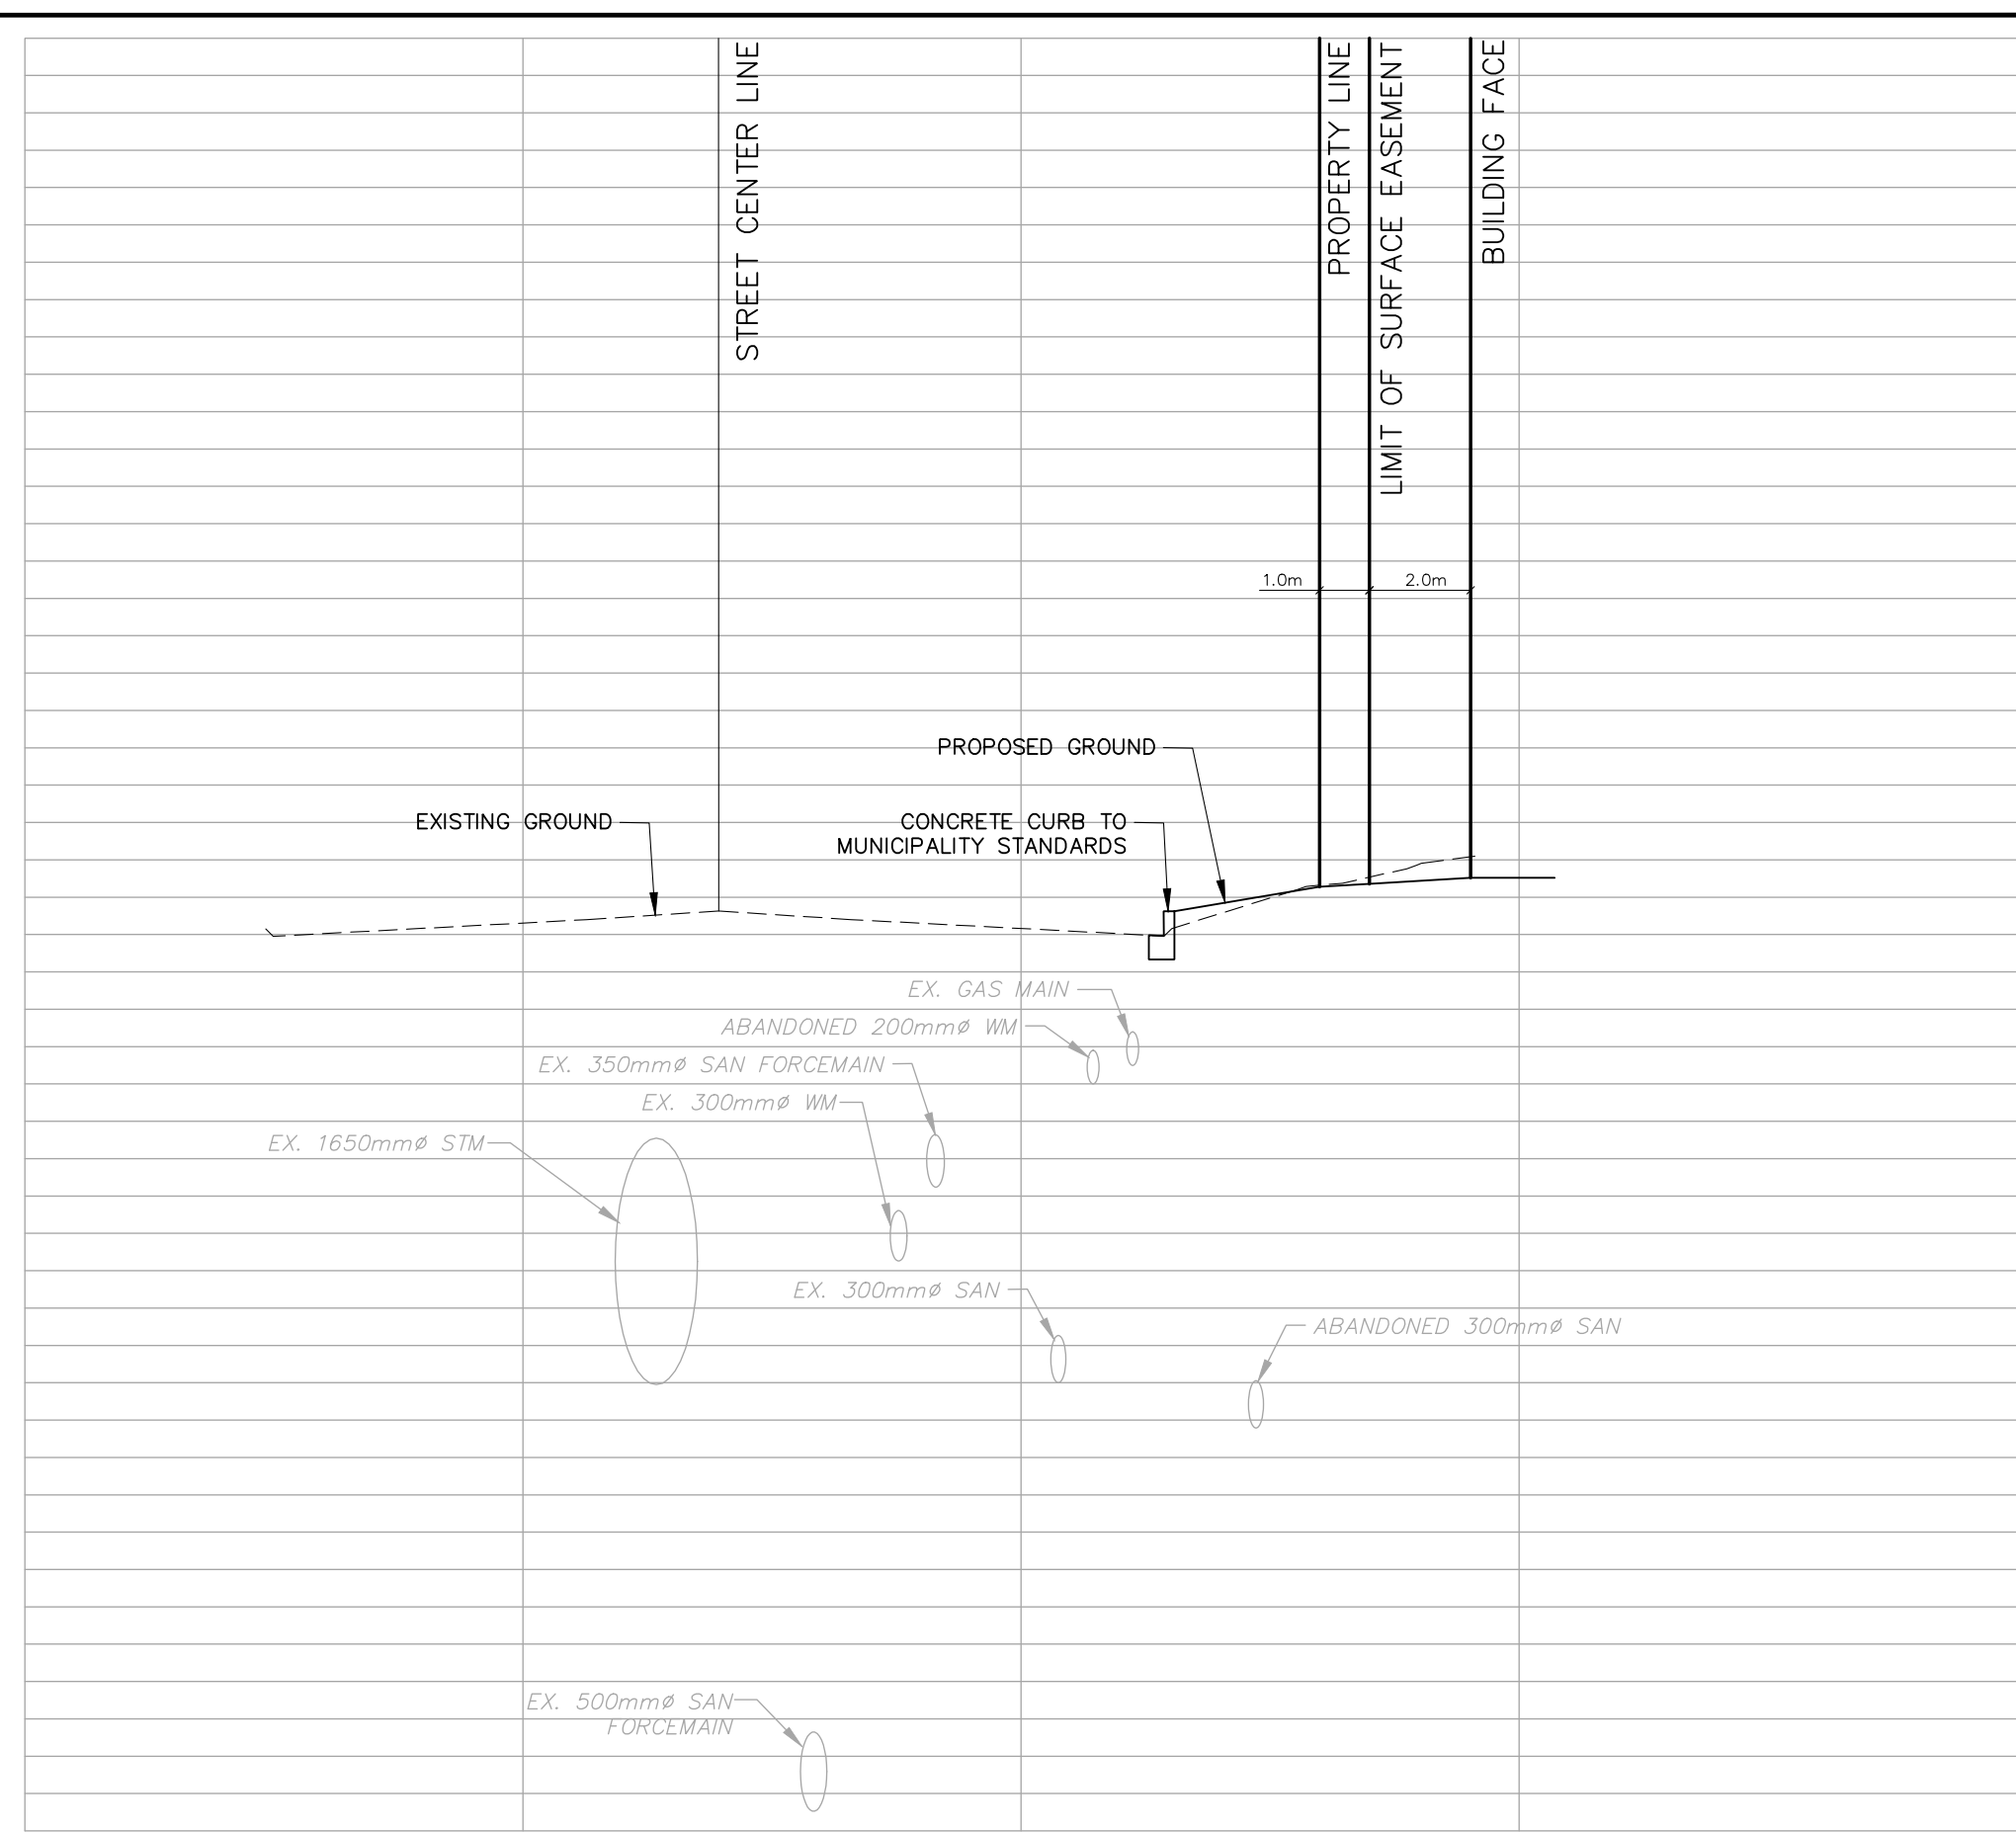 STREET CENTER LINE
PROPERTY LINE
LIMIT OF SURFACE EASEMENT
BUILDING FACE
1.0m
2.0m
PROPOSED GROUND
EXISTING GROUND
CONCRETE CURB TO
MUNICIPALITY STANDARDS
EX. GAS MAIN
ABANDONED 200mmø WM
EX. 350mmø SAN FORCEMAIN
EX. 300mmø WM
EX. 1650mmø STM
EX. 300mmø SAN
ABANDONED 300mmø SAN
EX. 500mmø SAN
FORCEMAIN